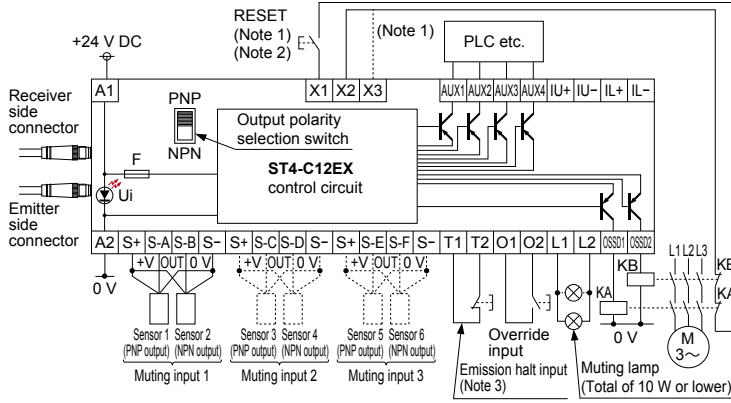 RESET
(Note 1)
(Note 2)
(Note 1)
PLC etc.
+24 V DC
A1
X1 X2 X3
AUX1 AUX2 AUX3 AUX4 IU+ IU− IL+ IL−
Receiver
side
connector
PNP
NPN
Output polarity
selection switch
ST4-C12EX
control circuit
F
Ui
Emitter
side
connector
A2 S+ S-A S-B S− S+ S-C S-D S− S+ S-E S-F S− T1 T2 O1 O2 L1 L2 OSSD1 OSSD2
+V OUT 0 V
+V OUT 0 V
+V OUT 0 V
0 V
L1 L2 L3
KB
KA
KB
KA
0 V
M
3~
Sensor 1
(PNP output)
Sensor 2
(NPN output)
Muting input 1
Sensor 3
(PNP output)
Sensor 4
(NPN output)
Muting input 2
Sensor 5
(PNP output)
Sensor 6
(NPN output)
Muting input 3
Override
input
Emission halt input
(Note 3)
Muting lamp
(Total of 10 W or lower)